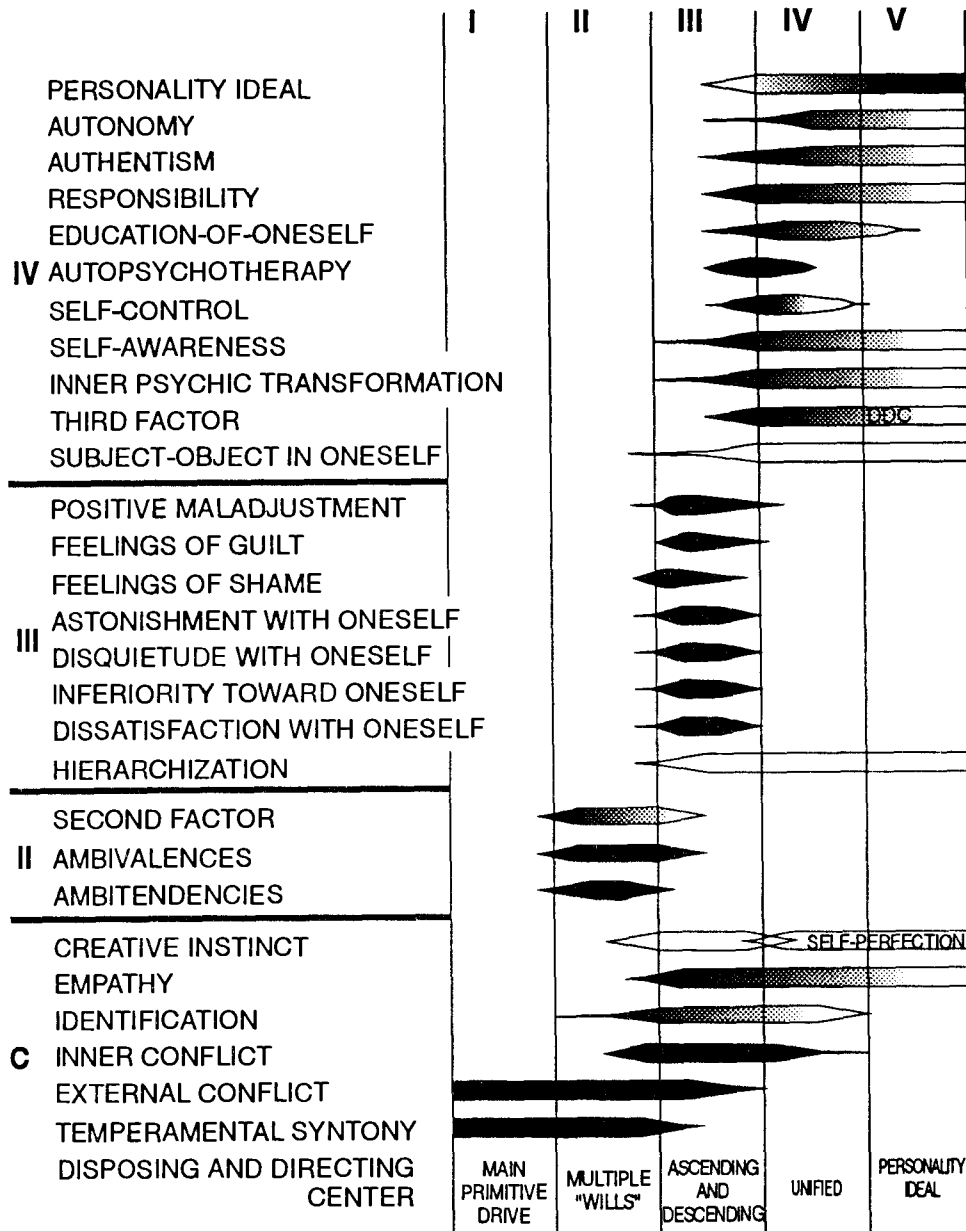 I II III IV V
PERSONALITY IDEAL
AUTONOMY
AUTHENTISM
RESPONSIBILITY
EDUCATION-OF-ONESELF
IV AUTOPSYCHOTHERAPY
SELF-CONTROL
SELF-AWARENESS
INNER PSYCHIC TRANSFORMATION
THIRD FACTOR DDC
SUBJECT-OBJECT IN ONESELF
POSITIVE MALADJUSTMENT
FEELINGS OF GUILT
FEELINGS OF SHAME
ASTONISHMENT WITH ONESELF
III
DISQUIETUDE WITH ONESELF
INFERIORITY TOWARD ONESELF
DISSATISFACTION WITH ONESELF
HIERARCHIZATION
SECOND FACTOR
II AMBIVALENCES
AMBITENDENCIES
CREATIVE INSTINCT SELF-PERFECTION
EMPATHY
IDENTIFICATION
C INNER CONFLICT
EXTERNAL CONFLICT
TEMPERAMENTAL SYNTONY
DISPOSING AND DIRECTING
CENTER
MAIN
PRIMITIVE
DRIVE
MULTIPLE
"WILLS"
ASCENDING
AND
DESCENDING
UNIFIED
PERSONALITY
IDEAL